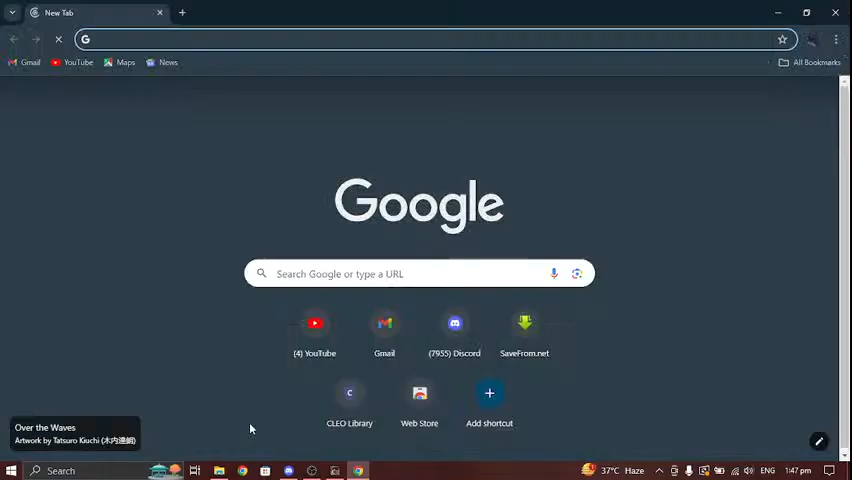 New Tab
Gmail
YouTube
Maps
News
All Bookmarks
Google
Search Google or type a URL
(4) YouTube
Gmail
(7955) Discord
SaveFrom.net
C
CLEO Library
Web Store
Add shortcut
Over the Waves
Artwork by Tatsuro Kiuchi (木内達朗)
Search
37°C Haze
ENG
1:47 pm